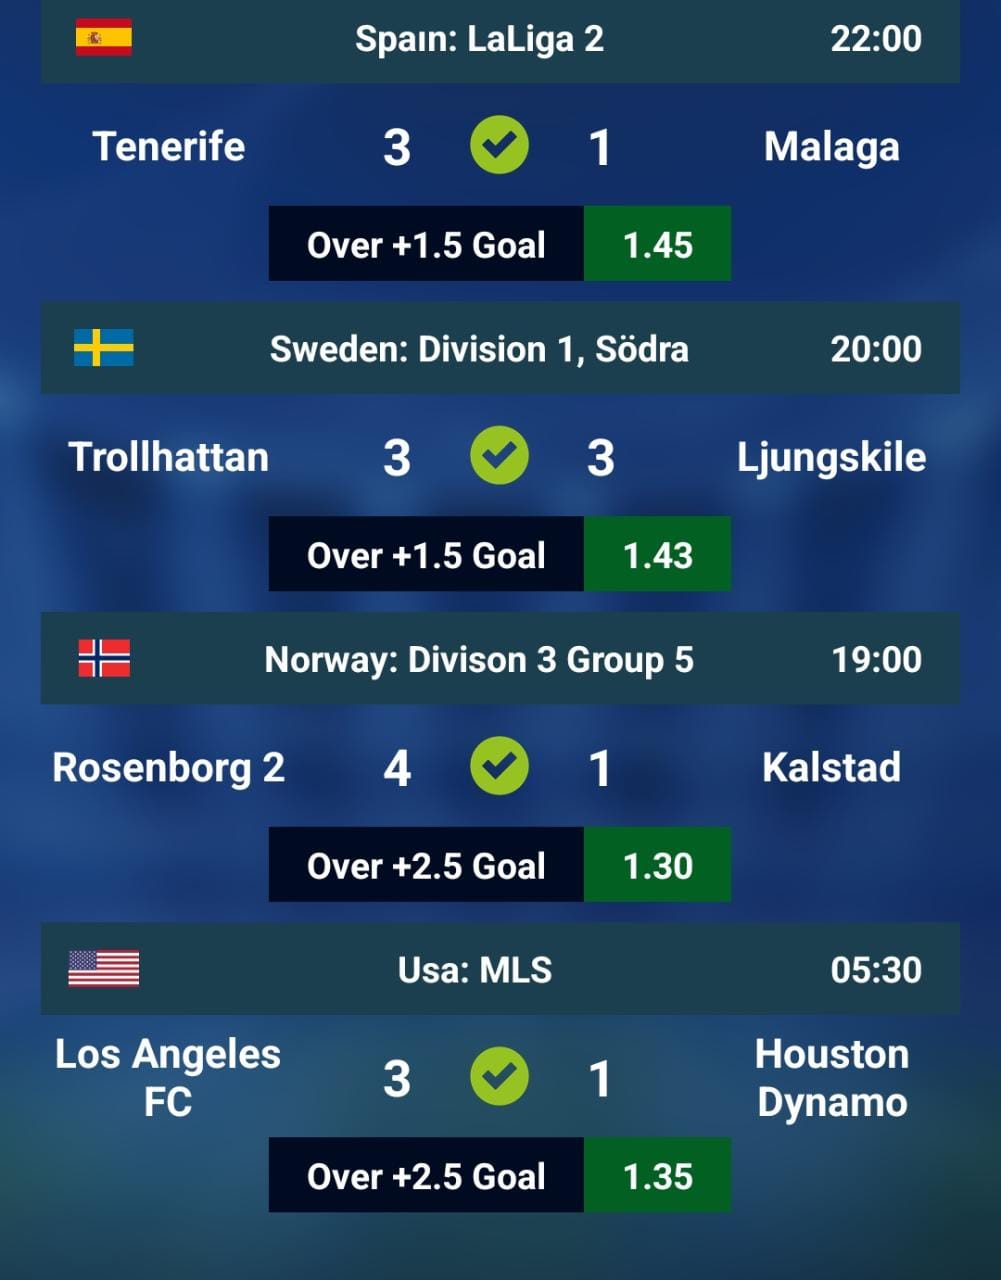 Spaın: LaLiga 2 22:00
Tenerife 3 1 Malaga
Over +1.5 Goal 1.45
Sweden: Division 1, Södra 20:00
Trollhattan 3 3 Ljungskile
Over +1.5 Goal 1.43
Norway: Divison 3 Group 5 19:00
Rosenborg 2 4 1 Kalstad
Over +2.5 Goal 1.30
Usa: MLS 05:30
Los Angeles
FC 3 1 Houston
Dynamo
Over +2.5 Goal 1.35